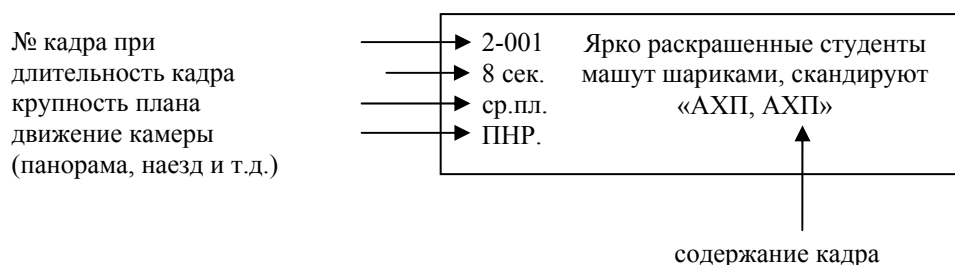 № кадра при
длительность кадра
крупность плана
движение камеры
(панорама, наезд и т.д.)
2-001
8 сек.
ср.пл.
ПНР.
Ярко раскрашенные студенты
машут шариками, скандируют
«АХП, АХП»
содержание кадра